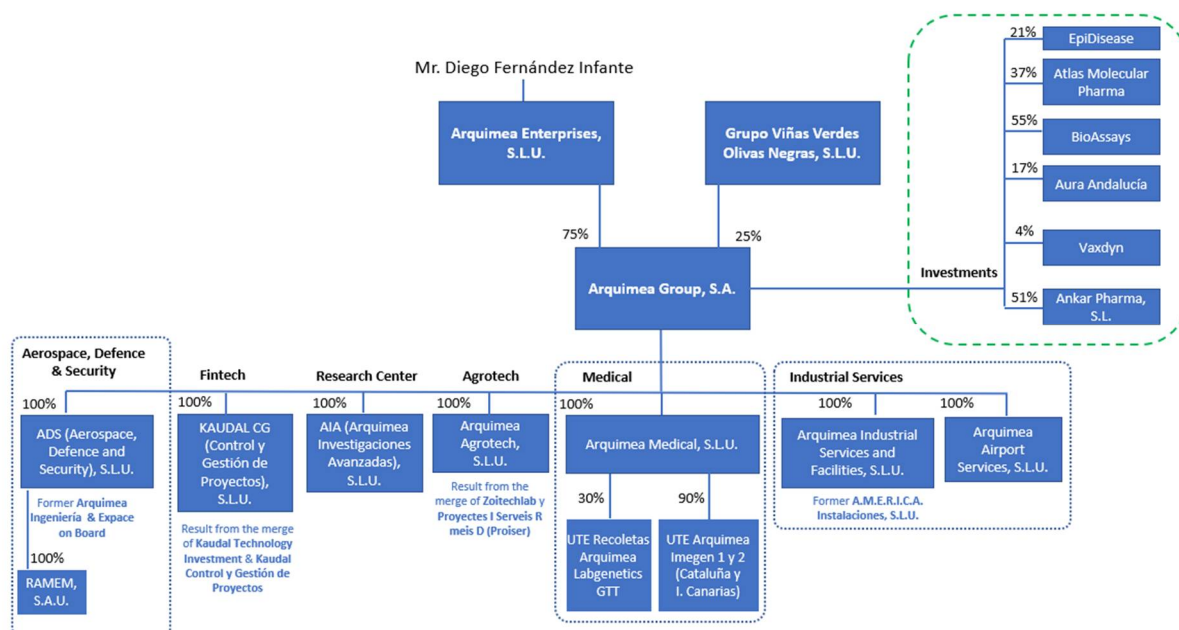 Mr. Diego Fernández Infante
Arquimea Enterprises,
S.L.U.
Grupo Viñas Verdes
Olivas Negras, S.L.U.
75%
25%
Arquimea Group, S.A.
Investments
21%
EpiDisease
37%
Atlas Molecular
Pharma
55%
BioAssays
17%
Aura Andalucía
4%
Vaxdyn
51%
Ankar Pharma,
S.L.
Aerospace, Defence
& Security
100%
ADS (Aerospace,
Defence and
Security), S.L.U.
Former Arquimea
Ingeniería & Expace
on Board
100%
RAMEM,
S.A.U.
Fintech
100%
KAUDAL CG
(Control y
Gestión de
Proyectos),
S.L.U.
Result from the merge
of Kaudal Technology
Investment & Kaudal
Control y Gestión de
Proyectos
Research Center
100%
AIA (Arquimea
Investigaciones
Avanzadas),
S.L.U.
Agrotech
100%
Arquimea
Agrotech,
S.L.U.
Result from the
merge of Zoitechlab y
Proyectes I Serveis R
meis D (Proiser)
Medical
100%
Arquimea Medical, S.L.U.
30%
UTE Recoletas
Arquimea
Labgenetics
GTT
90%
UTE Arquimea
Imegen 1 y 2
(Cataluña y
I. Canarias)
Industrial Services
100%
Arquimea Industrial
Services and
Facilities, S.L.U.
Former A.M.E.R.I.C.A.
Instalaciones, S.L.U.
100%
Arquimea
Airport
Services, S.L.U.